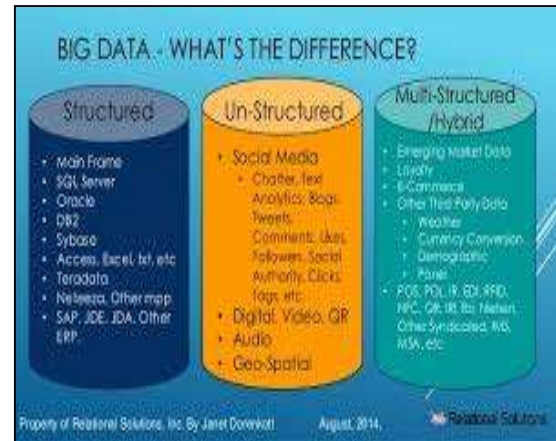 BIG DATA - WHAT'S THE DIFFERENCE?
Structured
• Main Frame
• SQL Server
• Oracle
• DB2
• Sybase
• Access, Excel, txt, etc
• Teradata
• Neteeza, Other mpp
• SAP, JDE, JDA, Other
ERP
Un-Structured
• Social Media
• Chatter, Text
Analytics, Blogs,
Tweets,
Comments, Likes,
Followers, Social
Authority, Clicks,
Tags, etc
• Digital, Video, QR
• Audio
• Geo-Spatial
Multi-Structured
/Hybrid
• Emerging Market Data
• Loyalty
• E-Commerce
• Other Third Party Data
• Weather
• Currency Conversion
• Demographic
• Panel
• POS, POL, IR, EDI, RFID,
NFC, QR, IRI, Nielsen,
Other Syndicated, IMS,
MSA, etc
Property of Relational Solutions, Inc. By Janet Dorenkott August, 2014,
Relational Solutions